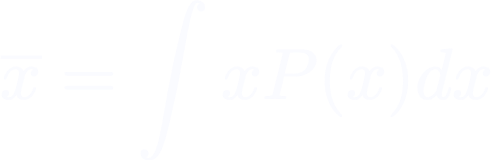 x̅ = ∫ xP(x)dx